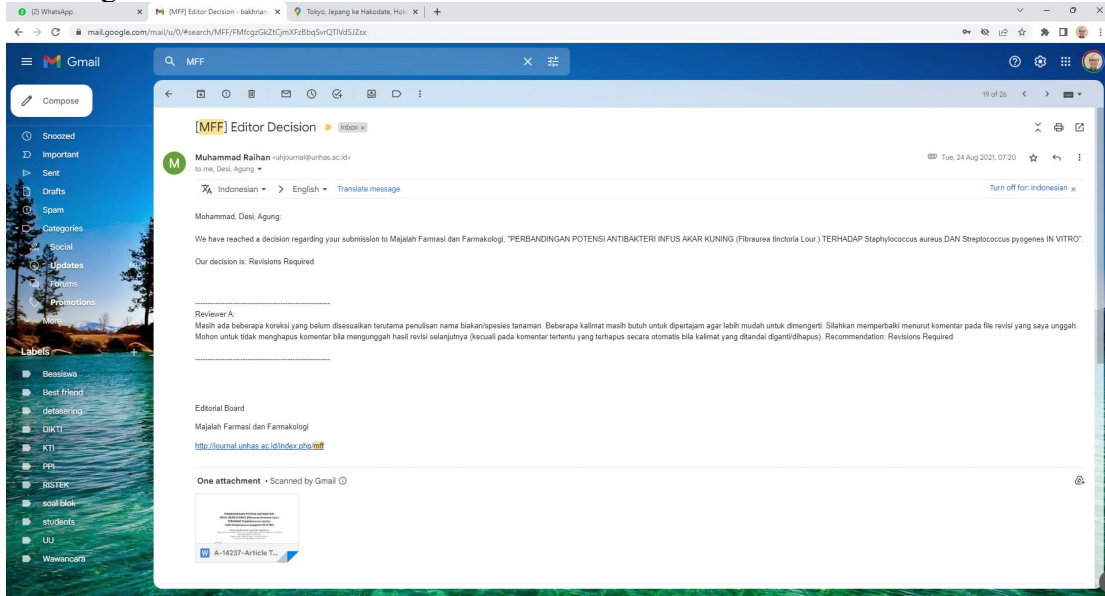 (2) WhatsApp
[MFF] Editor Decision - bakhrian
Tokyo, Jepang ke Hakodate, Hok
mail.google.com/mail/u/0/#search/MFF/FMfcgzGkZtCjmXFzBbqSvrQTlVdSJZsx
Gmail
MFF
Compose
19 of 26
Snoozed
Important
Sent
Drafts
Spam
Categories
Social
Updates
Forums
Promotions
More
Labels
Beasiswa
Best friend
detasering
DIKTI
KTI
PPI
RISTEK
soal blok
students
UU
Wawancara
[MFF] Editor Decision
Inbox x
M
Muhammad Raihan <uhjournal@unhas.ac.id>
Tue, 24 Aug 2021, 07:20
to me, Desi, Agung
Indonesian > English Translate message
Turn off for: Indonesian x
Mohammad, Desi, Agung:
We have reached a decision regarding your submission to Majalah Farmasi dan Farmakologi, "PERBANDINGAN POTENSI ANTIBAKTERI INFUS AKAR KUNING (Fibraurea tinctoria Lour.) TERHADAP Staphylococcus aureus DAN Streptococcus pyogenes IN VITRO".
Our decision is: Revisions Required
------------------------------------------------------
Reviewer A:
Masih ada beberapa koreksi yang belum disesuaikan terutama penulisan nama biakan/spesies tanaman. Beberapa kalimat masih butuh untuk dipertajam agar lebih mudah untuk dimengerti. Silahkan memperbaiki menurut komentar pada file revisi yang saya unggah.
Mohon untuk tidak menghapus komentar bila mengunggah hasil revisi selanjutnya (kecuali pada komentar tertentu yang terhapus secara otomatis bila kalimat yang ditandai diganti/dihapus). Recommendation: Revisions Required
------------------------------------------------------
Editorial Board
Majalah Farmasi dan Farmakologi
http://journal.unhas.ac.id/index.php/mff
One attachment • Scanned by Gmail
W A-14237-Article T...